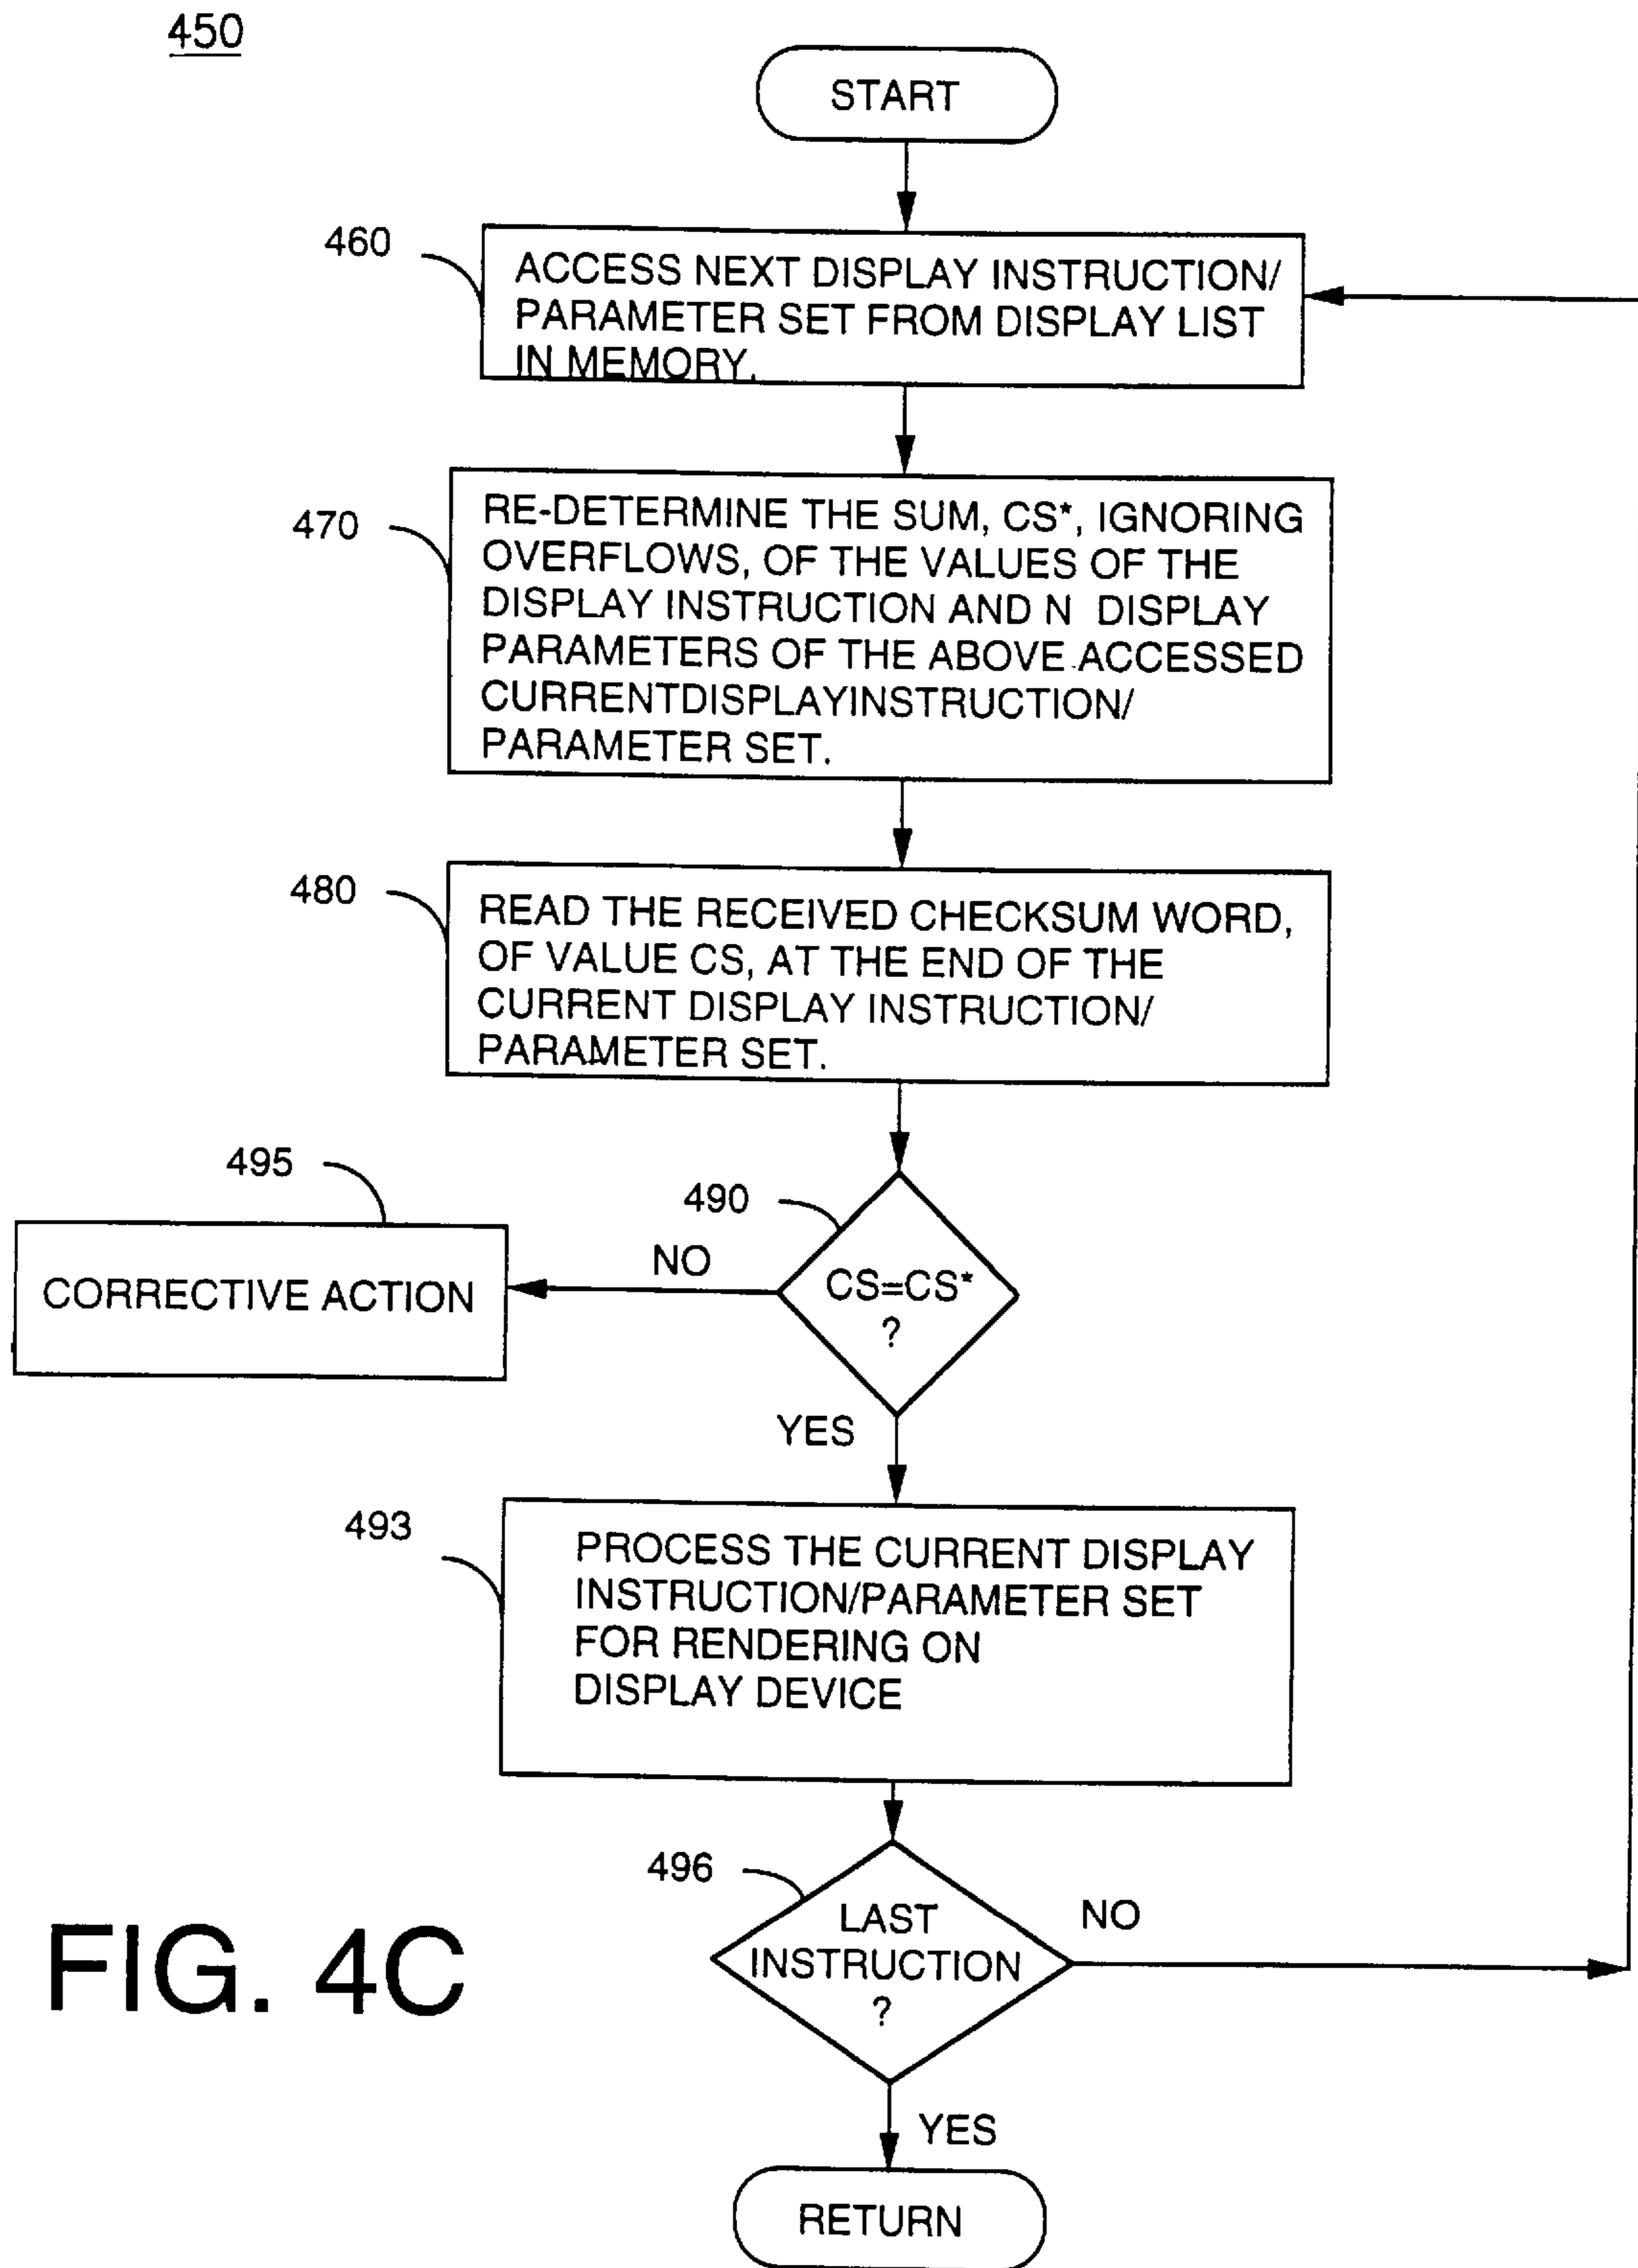 450
START
460
ACCESS NEXT DISPLAY INSTRUCTION/
PARAMETER SET FROM DISPLAY LIST
IN MEMORY.
470
RE-DETERMINE THE SUM, CS*, IGNORING
OVERFLOWS, OF THE VALUES OF THE
DISPLAY INSTRUCTION AND N DISPLAY
PARAMETERS OF THE ABOVE ACCESSED
CURRENTDISPLAYINSTRUCTION/
PARAMETER SET.
480
READ THE RECEIVED CHECKSUM WORD,
OF VALUE CS, AT THE END OF THE
CURRENT DISPLAY INSTRUCTION/
PARAMETER SET.
495
490
CORRECTIVE ACTION
NO
CS=CS*
?
YES
493
PROCESS THE CURRENT DISPLAY
INSTRUCTION/PARAMETER SET
FOR RENDERING ON
DISPLAY DEVICE
496
LAST
INSTRUCTION
?
NO
FIG. 4C
YES
RETURN